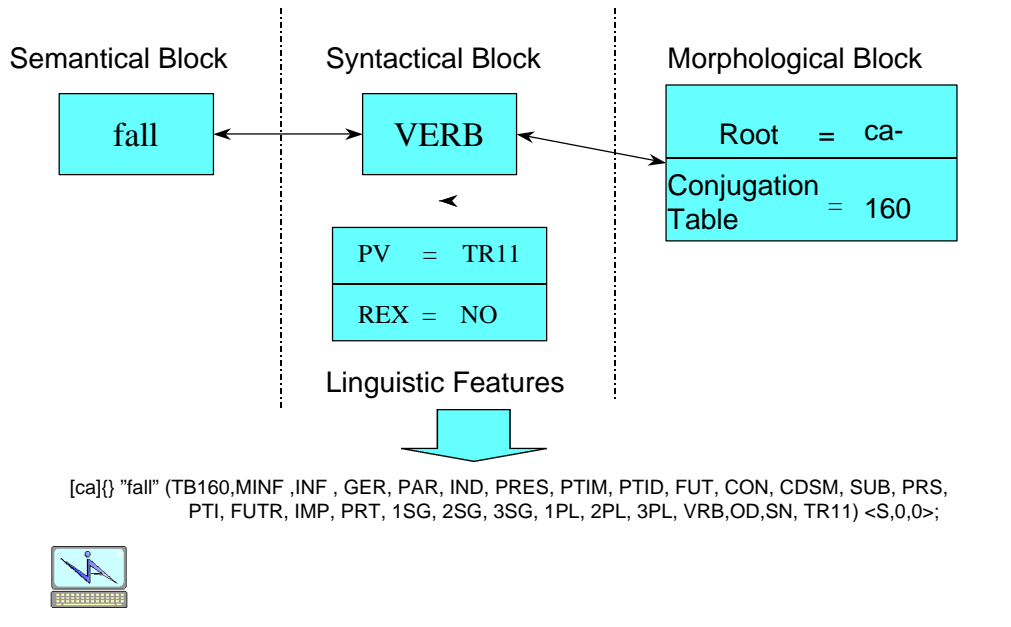 Semantical Block
Syntactical Block
Morphological Block
fall
VERB
Root = ca-
Conjugation
Table = 160
PV = TR11
REX = NO
Linguistic Features
[ca]{} "fall" (TB160,MINF ,INF , GER, PAR, IND, PRES, PTIM, PTID, FUT, CON, CDSM, SUB, PRS,
PTI, FUTR, IMP, PRT, 1SG, 2SG, 3SG, 1PL, 2PL, 3PL, VRB,OD,SN, TR11) <S,0,0>;